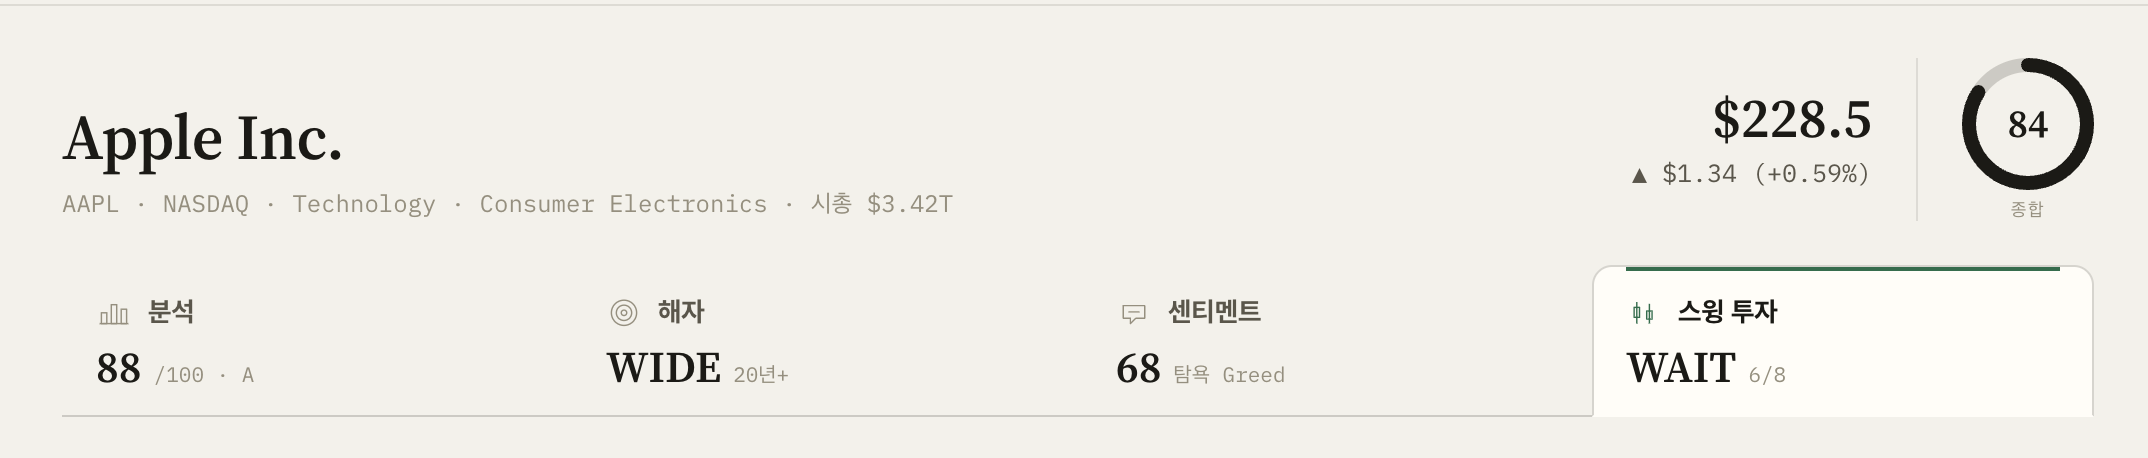 Apple Inc.
AAPL · NASDAQ · Technology · Consumer Electronics · 시총 $3.42T
$228.5
▲ $1.34 (+0.59%)
84
종합
분석
88 /100 · A
해자
WIDE 20년+
센티멘트
68 탐욕 Greed
스윙 투자
WAIT 6/8